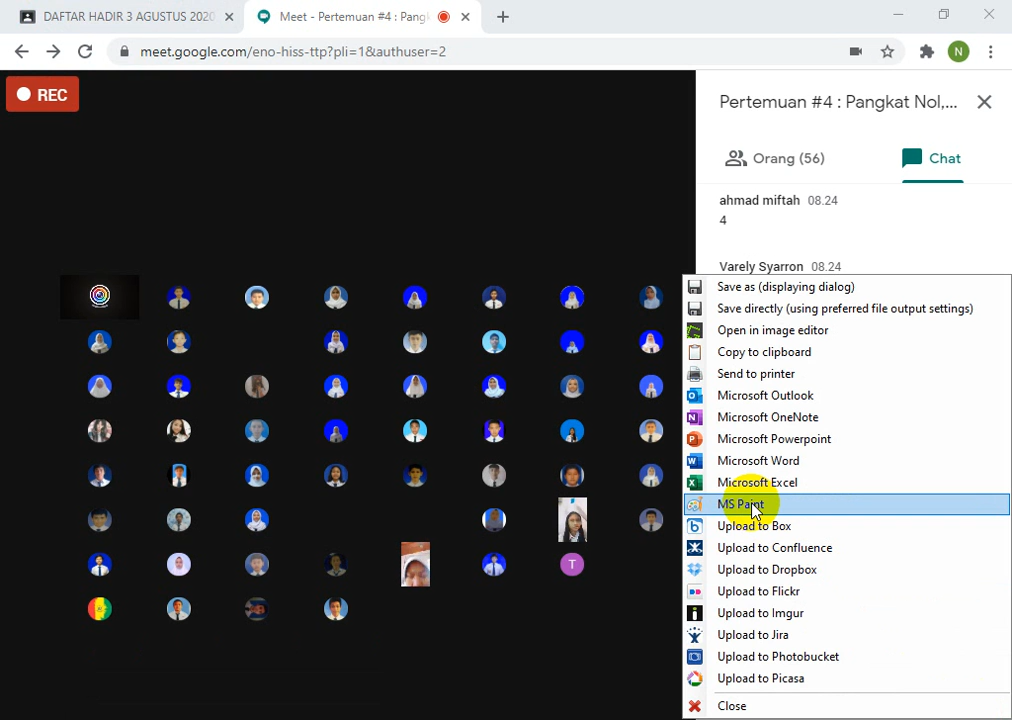 DAFTAR HADIR 3 AGUSTUS 2020
Meet - Pertemuan #4 : Pang
meet.google.com/eno-hiss-ttp?pli=1&authuser=2
N
REC
Pertemuan #4 : Pangkat Nol,...
Orang (56)
Chat
ahmad miftah 08.24
4
Varely Syarron 08.24
Save as (displaying dialog)
Save directly (using preferred file output settings)
Open in image editor
Copy to clipboard
Send to printer
Microsoft Outlook
Microsoft OneNote
Microsoft Powerpoint
Microsoft Word
Microsoft Excel
MS Paint
Upload to Box
Upload to Confluence
Upload to Dropbox
Upload to Flickr
Upload to Imgur
Upload to Jira
Upload to Photobucket
Upload to Picasa
Close
T